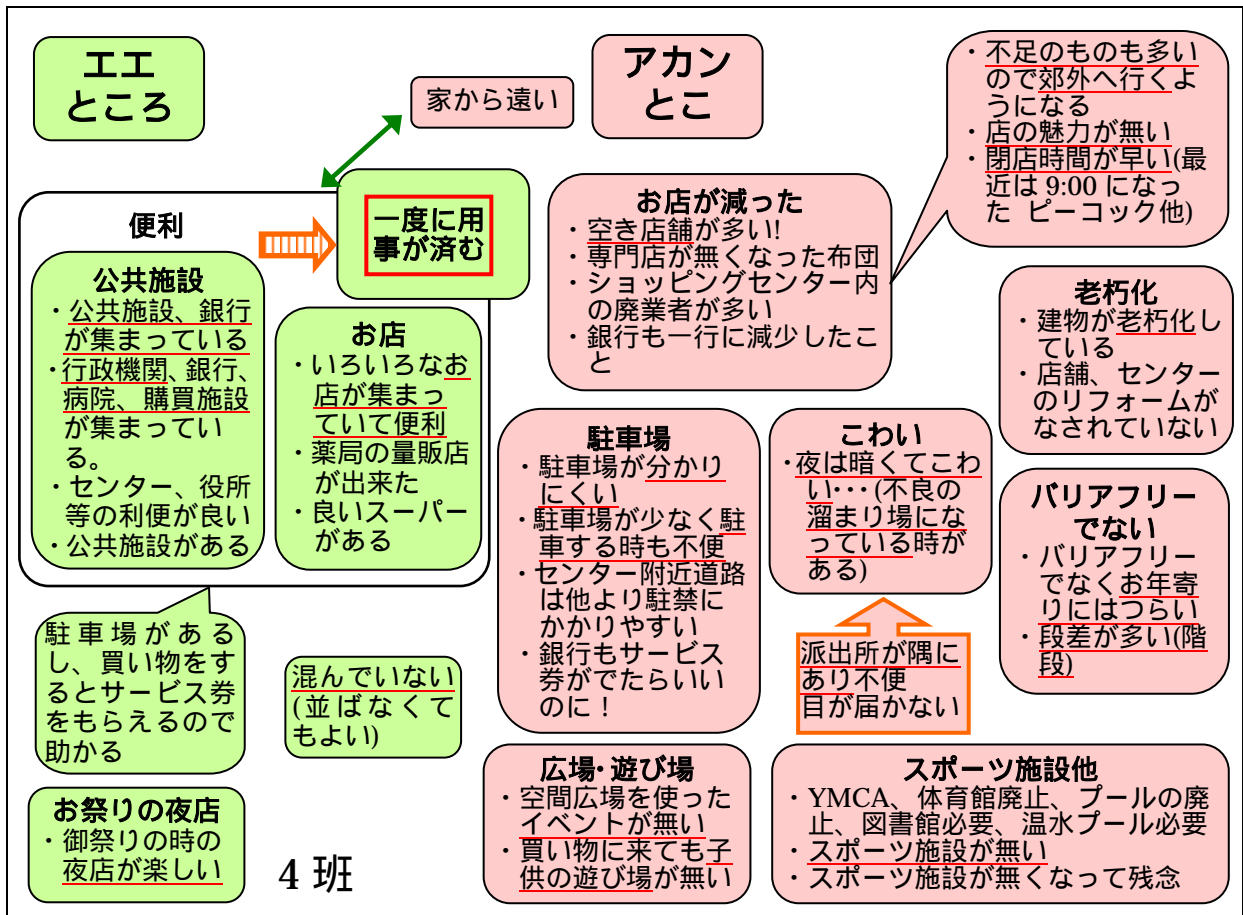 エエ
ところ
家から遠い
アカン
とこ
・不足のものも多い
ので郊外へ行くよ
うになる
・店の魅力が無い
・閉店時間が早い(最
近は 9:00 になっ
た ピーコック他)
便利
一度に用
事が済む
公共施設
・公共施設、銀行
が集まっている
・行政機関、銀行、
病院、購買施設
が集まってい
る。
・センター、役所
等の利便が良い
・公共施設がある
お店
・いろいろなお
店が集まっ
ていて便利
・薬局の量販店
が出来た
・良いスーパー
がある
お店が減った
・空き店舗が多い!
・専門店が無くなった布団
・ショッピングセンター内
の廃業者が多い
・銀行も一行に減少したこ
と
老朽化
・建物が老朽化し
ている
・店舗、センター
のリフォームが
なされていない
駐車場
・駐車場が分かり
にくい
・駐車場が少なく駐
車する時も不便
・センター附近道路
は他より駐禁に
かかりやすい
・銀行もサービス
券がでたらいい
のに!
こわい
・夜は暗くてこわ
い・・・(不良の
溜まり場にな
っている時が
ある)
派出所が隅に
あり不便
目が届かない
バリアフリー
でない
・バリアフリー
でなくお年寄
りにはつらい
・段差が多い(階
段)
駐車場がある
し、買い物をす
るとサービス券
をもらえるので
助かる
混んでいない
(並ばなくて
もよい)
お祭りの夜店
・御祭りの時の
夜店が楽しい
4 班
広場・遊び場
・空間広場を使った
イベントが無い
・買い物に来ても子
供の遊び場が無い
スポーツ施設他
・YMCA、体育館廃止、プールの廃
止、図書館必要、温水プール必要
・スポーツ施設が無い
・スポーツ施設が無くなって残念